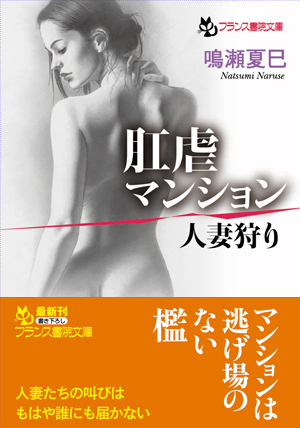 フランス書院文庫
鳴瀬夏巳
Natsumi Naruse
肛虐
マンション
人妻狩り
マンションは
逃げ場の
ない
檻
最新刊
書き下ろし
フランス書院文庫
人妻たちの叫びは
もはや誰にも届かない